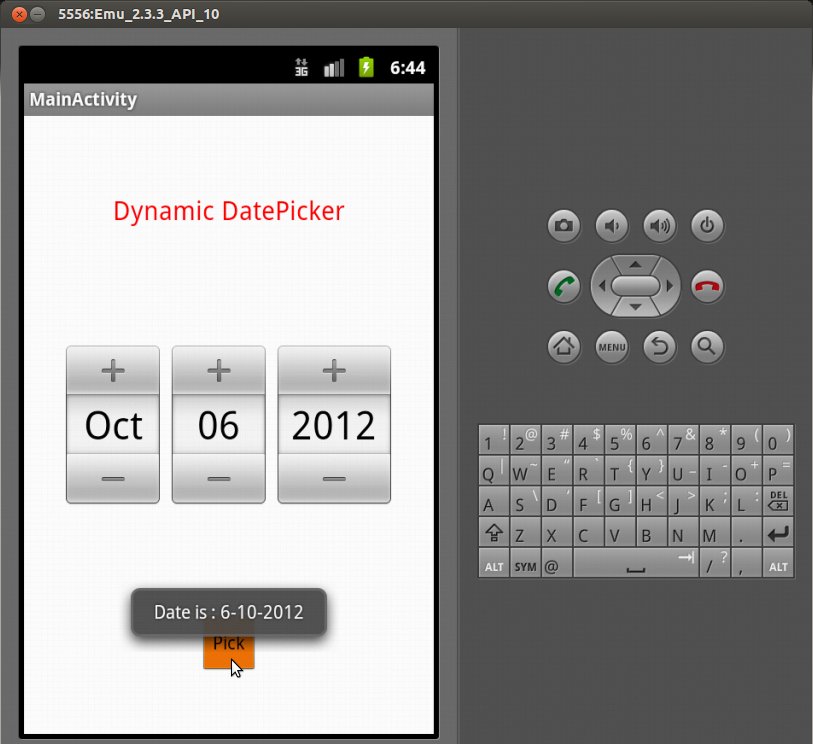 5556:Emu_2.3.3_API_10
3G 6:44
MainActivity
Dynamic DatePicker
+ + +
Oct 06 2012
− − −
Date is : 6-10-2012
Pick
MENU
1 ! 2 @ 3 # 4 $ 5 % 6 ^ 7 & 8 * 9 ( 0 )
Q | W ~ E " R ` T { Y } U _ I - O + P =
A S \ D ' F [ G ] H < J > K ; L : DEL
Z X C V B N M .
ALT SYM @ / ? , ALT